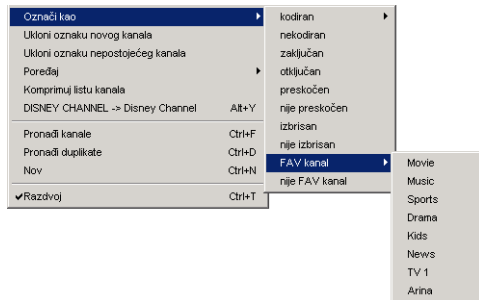 Označi kao
Ukloni oznaku novog kanala
Ukloni oznaku nepostojećeg kanala
Poređaj
Komprimuj listu kanala
DISNEY CHANNEL -> Disney Channel Alt+Y
Pronađi kanale Ctrl+F
Pronađi duplikate Ctrl+D
Nov Ctrl+N
✔Razdvoj Ctrl+T
kodiran
nekodiran
zaključan
otključan
preskočen
nije preskočen
izbrisan
nije izbrisan
FAV kanal
nije FAV kanal
Movie
Music
Sports
Drama
Kids
News
TV 1
Arina